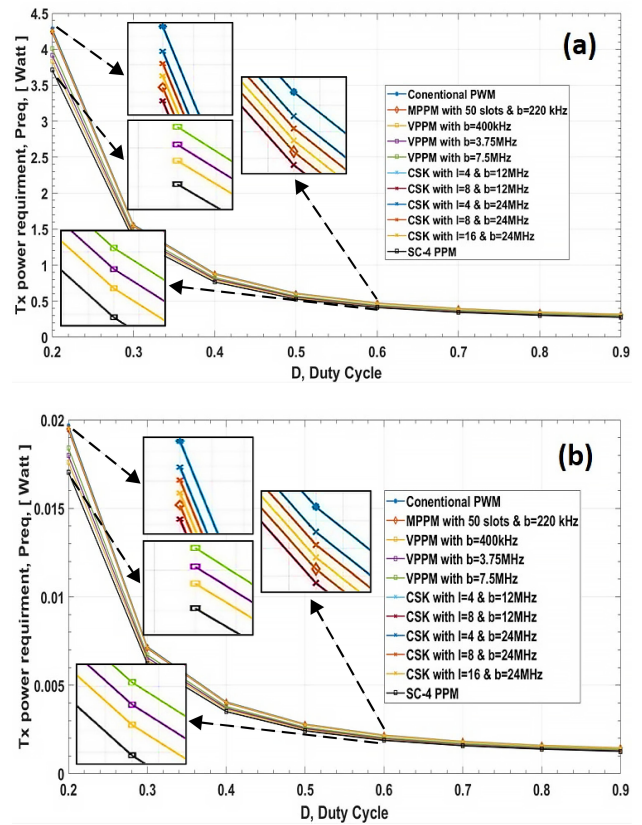 (a)
Tx power requirment, Preq, [ Watt ]
4.5
4
3.5
3
2.5
2
1.5
1
0.5
0
0.2 0.3 0.4 0.5 0.6 0.7 0.8 0.9
D, Duty Cycle
Conentional PWM
MPPM with 50 slots & b=220 kHz
VPPM with b=400kHz
VPPM with b=3.75MHz
VPPM with b=7.5MHz
CSK with l=4 & b=12MHz
CSK with l=8 & b=12MHz
CSK with l=4 & b=24MHz
CSK with l=8 & b=24MHz
CSK with l=16 & b=24MHz
SC-4 PPM
(b)
Tx power requirment, Preq, [ Watt ]
0.02
0.015
0.01
0.005
0
0.2 0.3 0.4 0.5 0.6 0.7 0.8 0.9
D, Duty Cycle
Conentional PWM
MPPM with 50 slots & b=220 kHz
VPPM with b=400kHz
VPPM with b=3.75MHz
VPPM with b=7.5MHz
CSK with l=4 & b=12MHz
CSK with l=8 & b=12MHz
CSK with l=4 & b=24MHz
CSK with l=8 & b=24MHz
CSK with l=16 & b=24MHz
SC-4 PPM